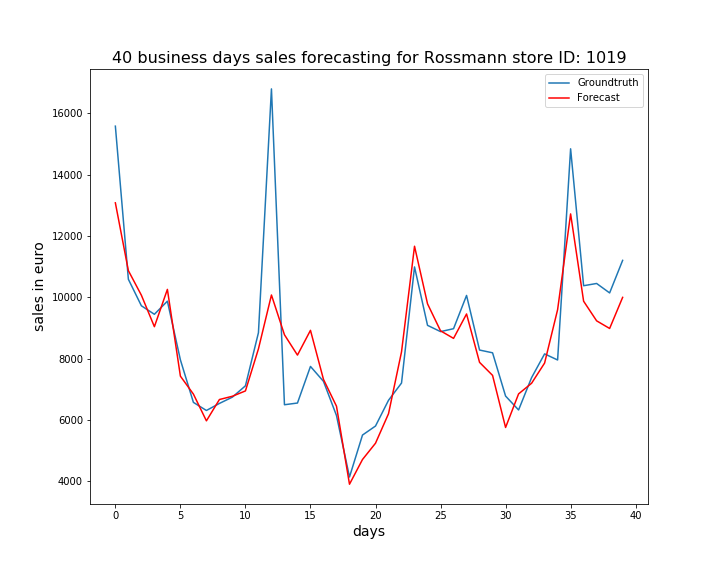 40 business days sales forecasting for Rossmann store ID: 1019
Groundtruth
Forecast
16000
14000
12000
10000
8000
6000
4000
sales in euro
0 5 10 15 20 25 30 35 40
days